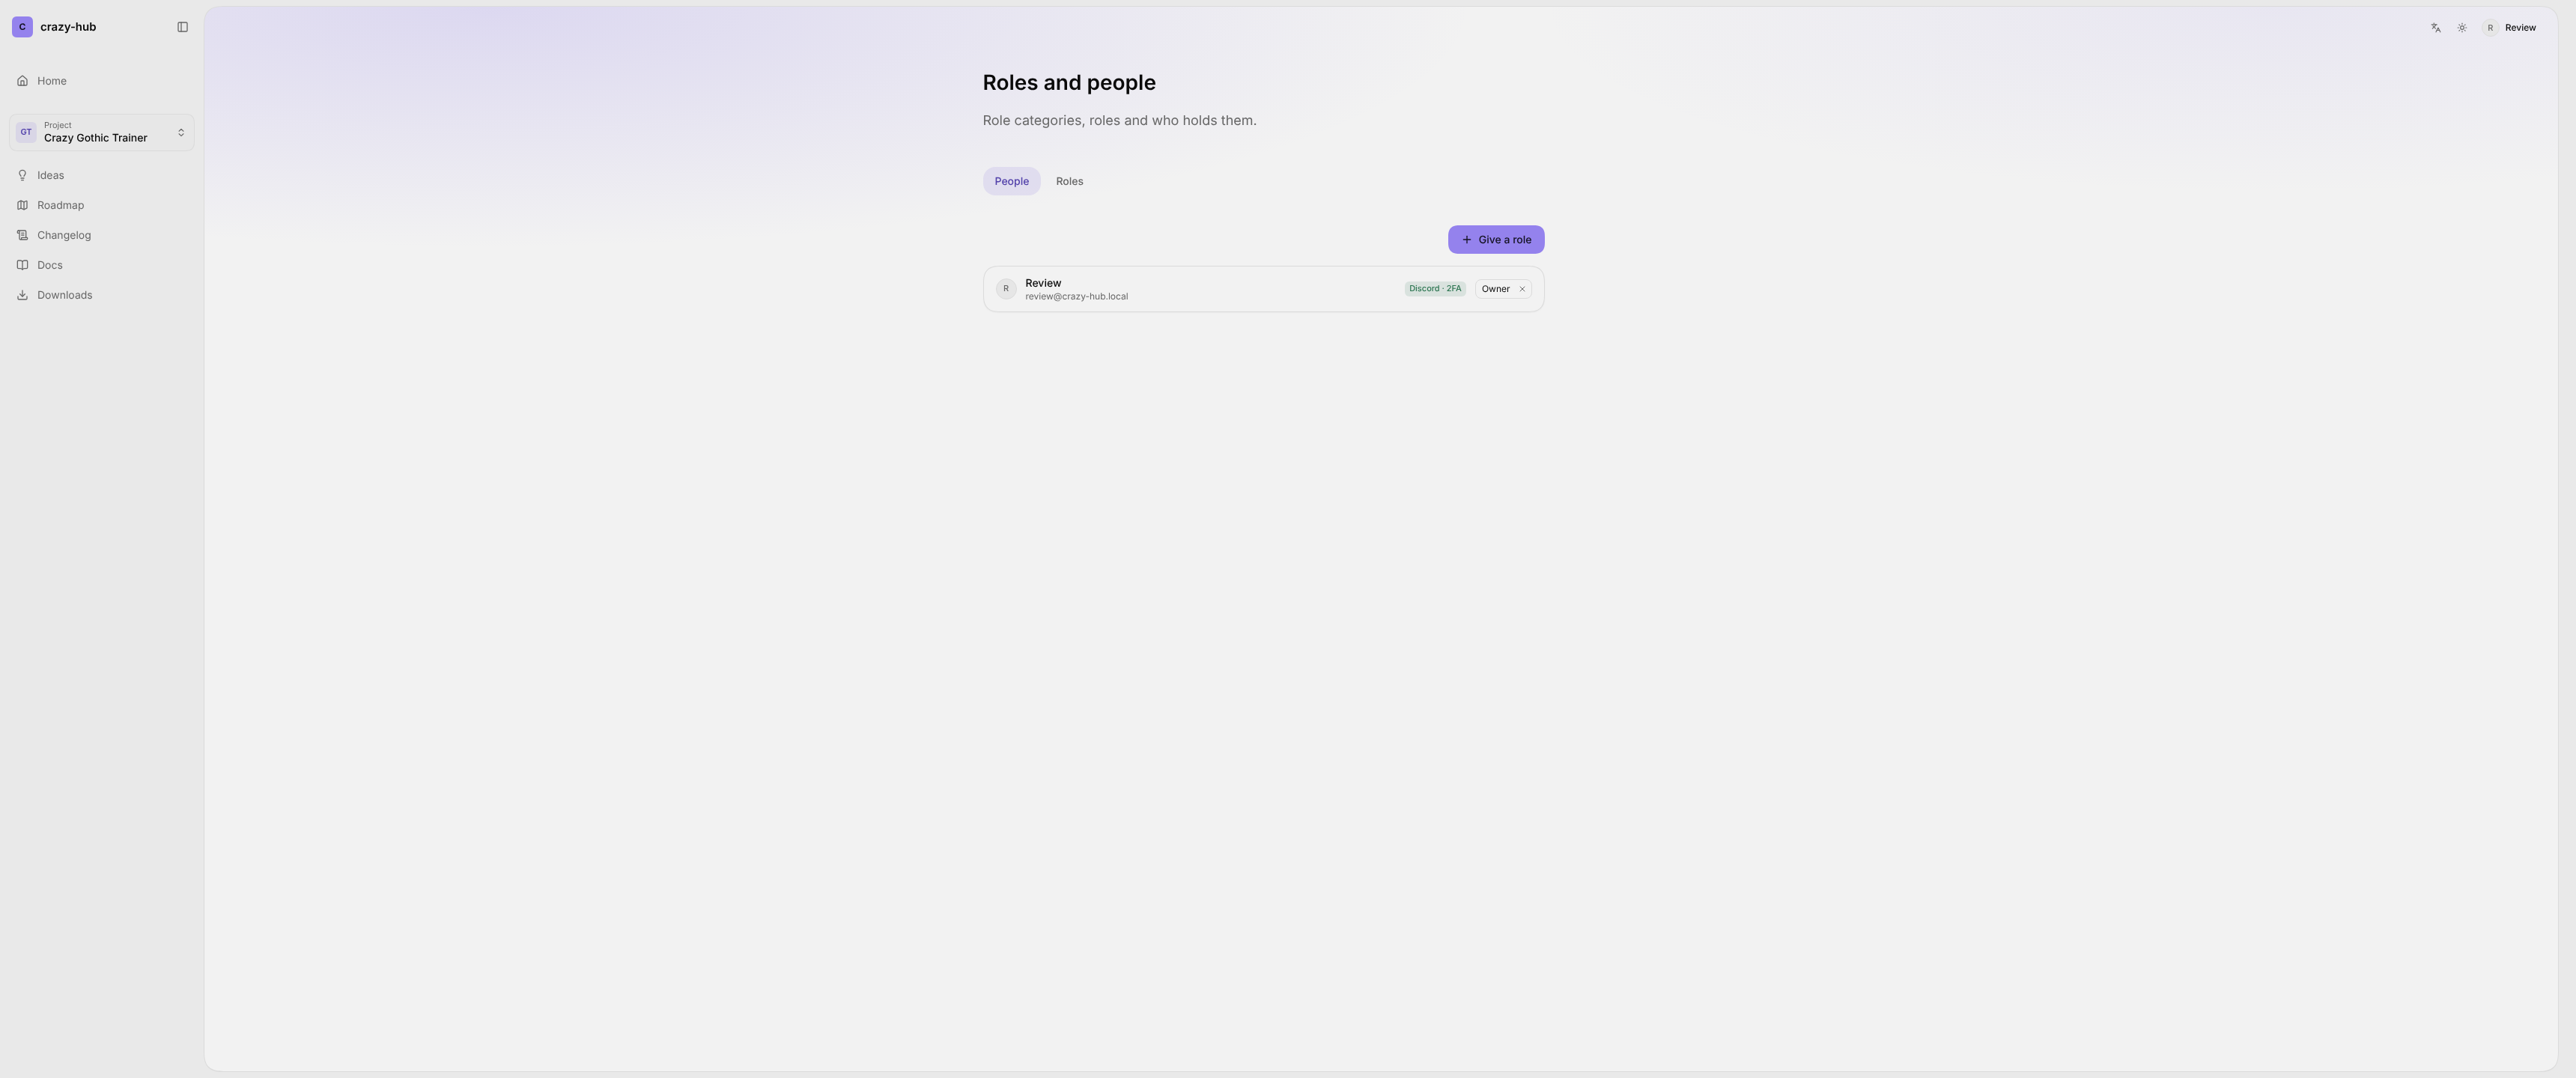 C crazy-hub
Home
GT
Project
Crazy Gothic Trainer
Ideas
Roadmap
Changelog
Docs
Downloads
R Review
Roles and people
Role categories, roles and who holds them.
People Roles
Give a role
R
Review
review@crazy-hub.local
Discord · 2FA
Owner